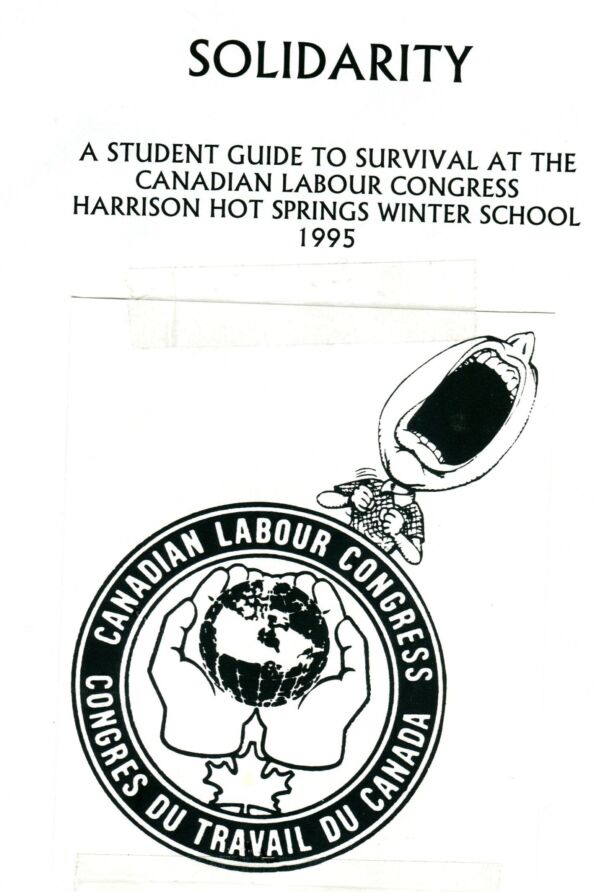 SOLIDARITY
A STUDENT GUIDE TO SURVIVAL AT THE
CANADIAN LABOUR CONGRESS
HARRISON HOT SPRINGS WINTER SCHOOL
1995
CANADIAN LABOUR CONGRESS
CONGRES DU TRAVAIL DU CANADA